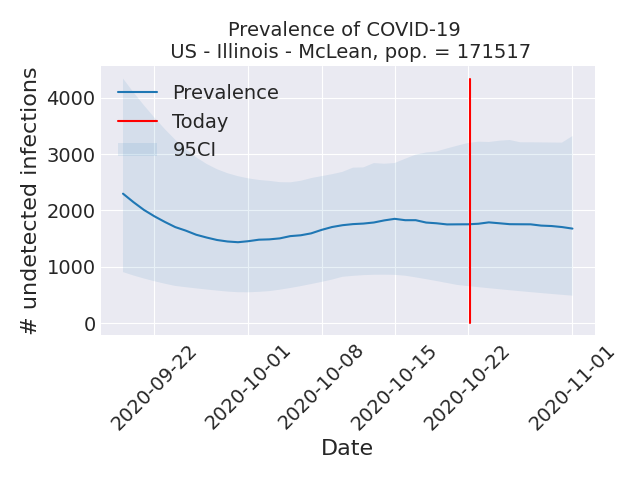 Prevalence of COVID-19
US - Illinois - McLean, pop. = 171517
# undetected infections
4000
3000
2000
1000
0
Prevalence
Today
95CI
2020-09-22
2020-10-01
2020-10-08
2020-10-15
2020-10-22
2020-11-01
Date